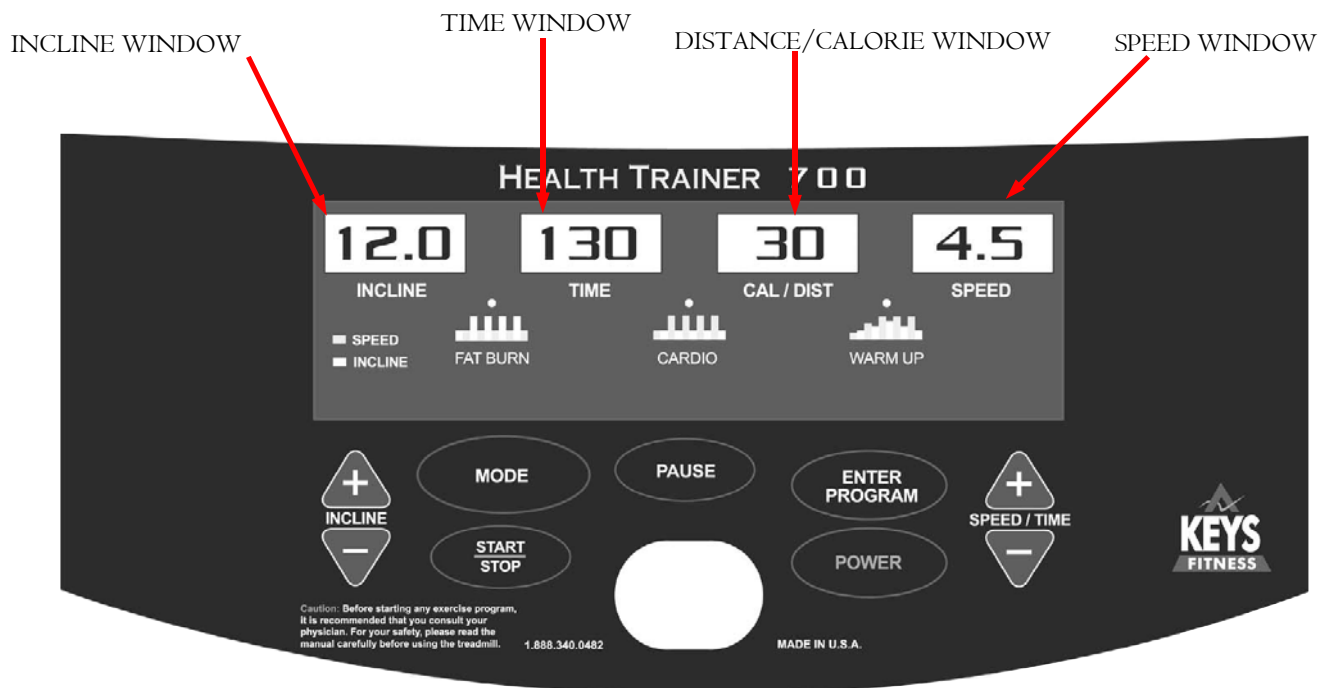 TIME WINDOW
INCLINE WINDOW
DISTANCE/CALORIE WINDOW
SPEED WINDOW
HEALTH TRAINER 700
12.0
130
30
4.5
INCLINE
TIME
CAL / DIST
SPEED
SPEED
INCLINE
FAT BURN
CARDIO
WARM UP
+
INCLINE
−
MODE
PAUSE
ENTER
PROGRAM
+
SPEED / TIME
−
START
STOP
POWER
KEYS
FITNESS
Caution: Before starting any exercise program,
it is recommended that you consult your
physician. For your safety, please read the
manual carefully before using the treadmill.
1.888.340.0482
MADE IN U.S.A.